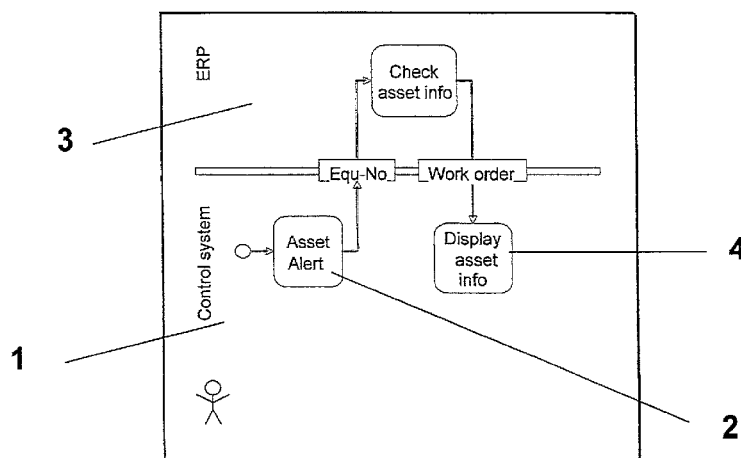 ERP
Check
asset info
3
Equ-No
Work order
Control system
Asset
Alert
Display
asset
info
4
1
2